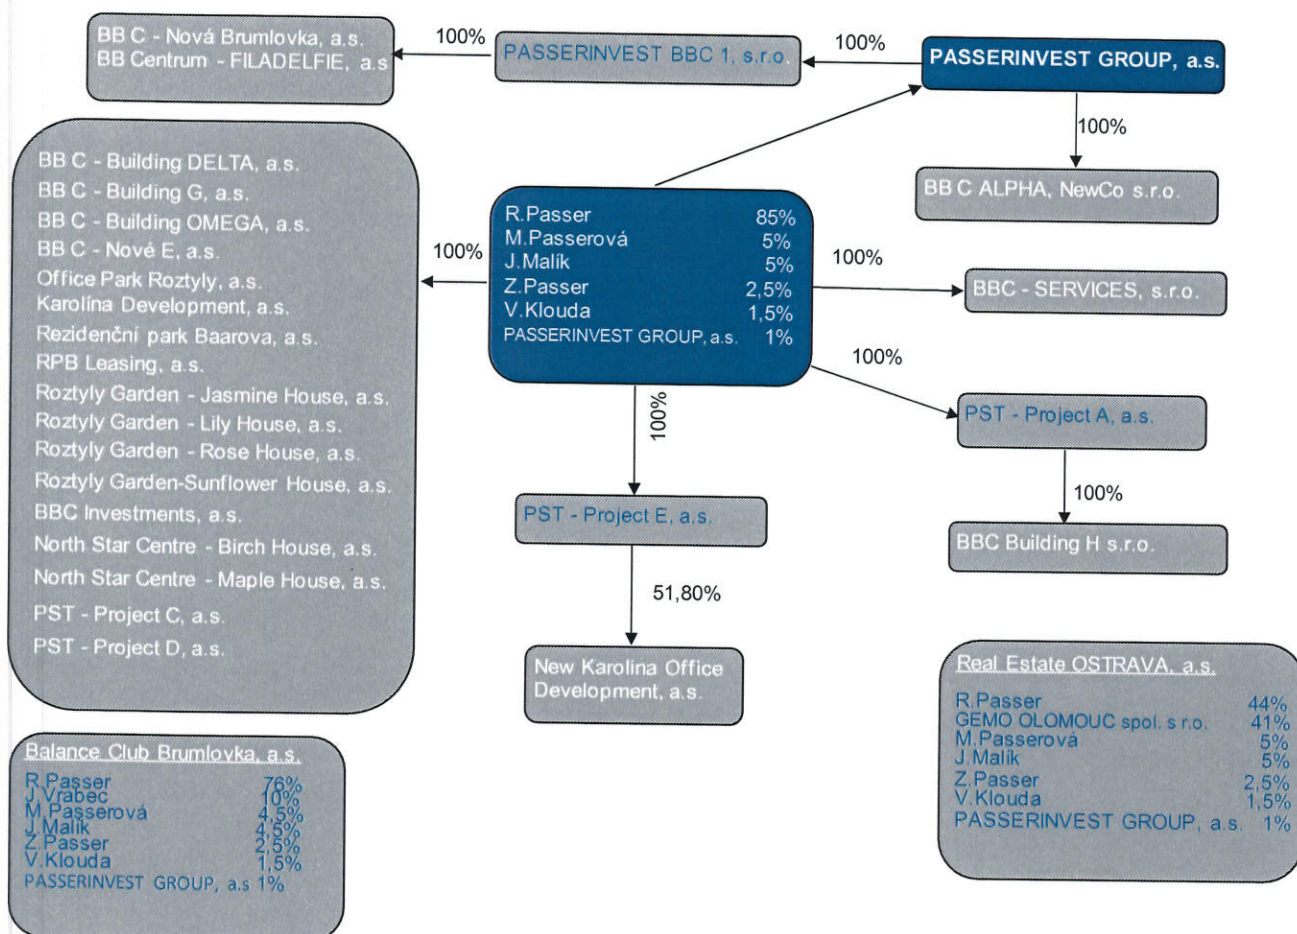 BB C - Nová Brumlovka, a.s.
BB Centrum - FILADELFIE, a.s
100%
PASSERINVEST BBC 1, s.r.o.
100%
PASSERINVEST GROUP, a.s.
100%
BB C ALPHA, NewCo s.r.o.
BB C - Building DELTA, a.s.
BB C - Building G, a.s.
BB C - Building OMEGA, a.s.
BB C - Nové E, a.s.
Office Park Roztyly, a.s.
Karolína Development, a.s.
Rezidenční park Baarova, a.s.
RPB Leasing, a.s.
Roztyly Garden - Jasmine House, a.s.
Roztyly Garden - Lily House, a.s.
Roztyly Garden - Rose House, a.s.
Roztyly Garden-Sunflower House, a.s.
BBC Investments, a.s.
North Star Centre - Birch House, a.s.
North Star Centre - Maple House, a.s.
PST - Project C, a.s.
PST - Project D, a.s.
100%
R.Passer 85%
M.Passerová 5%
J.Malík 5%
Z.Passer 2,5%
V.Klouda 1,5%
PASSERINVEST GROUP, a.s. 1%
100%
BBC - SERVICES, s.r.o.
100%
PST - Project A, a.s.
100%
BBC Building H s.r.o.
100%
PST - Project E, a.s.
51,80%
New Karolina Office
Development, a.s.
Balance Club Brumlovka, a.s.
R.Passer 76%
J.Vrabec 10%
M.Passerová 4,5%
J.Malík 4,5%
Z.Passer 2,5%
V.Klouda 1,5%
PASSERINVEST GROUP, a.s 1%
Real Estate OSTRAVA, a.s.
R.Passer 44%
GEMO OLOMOUC spol. s r.o. 41%
M.Passerová 5%
J.Malík 5%
Z.Passer 2,5%
V.Klouda 1,5%
PASSERINVEST GROUP, a.s. 1%